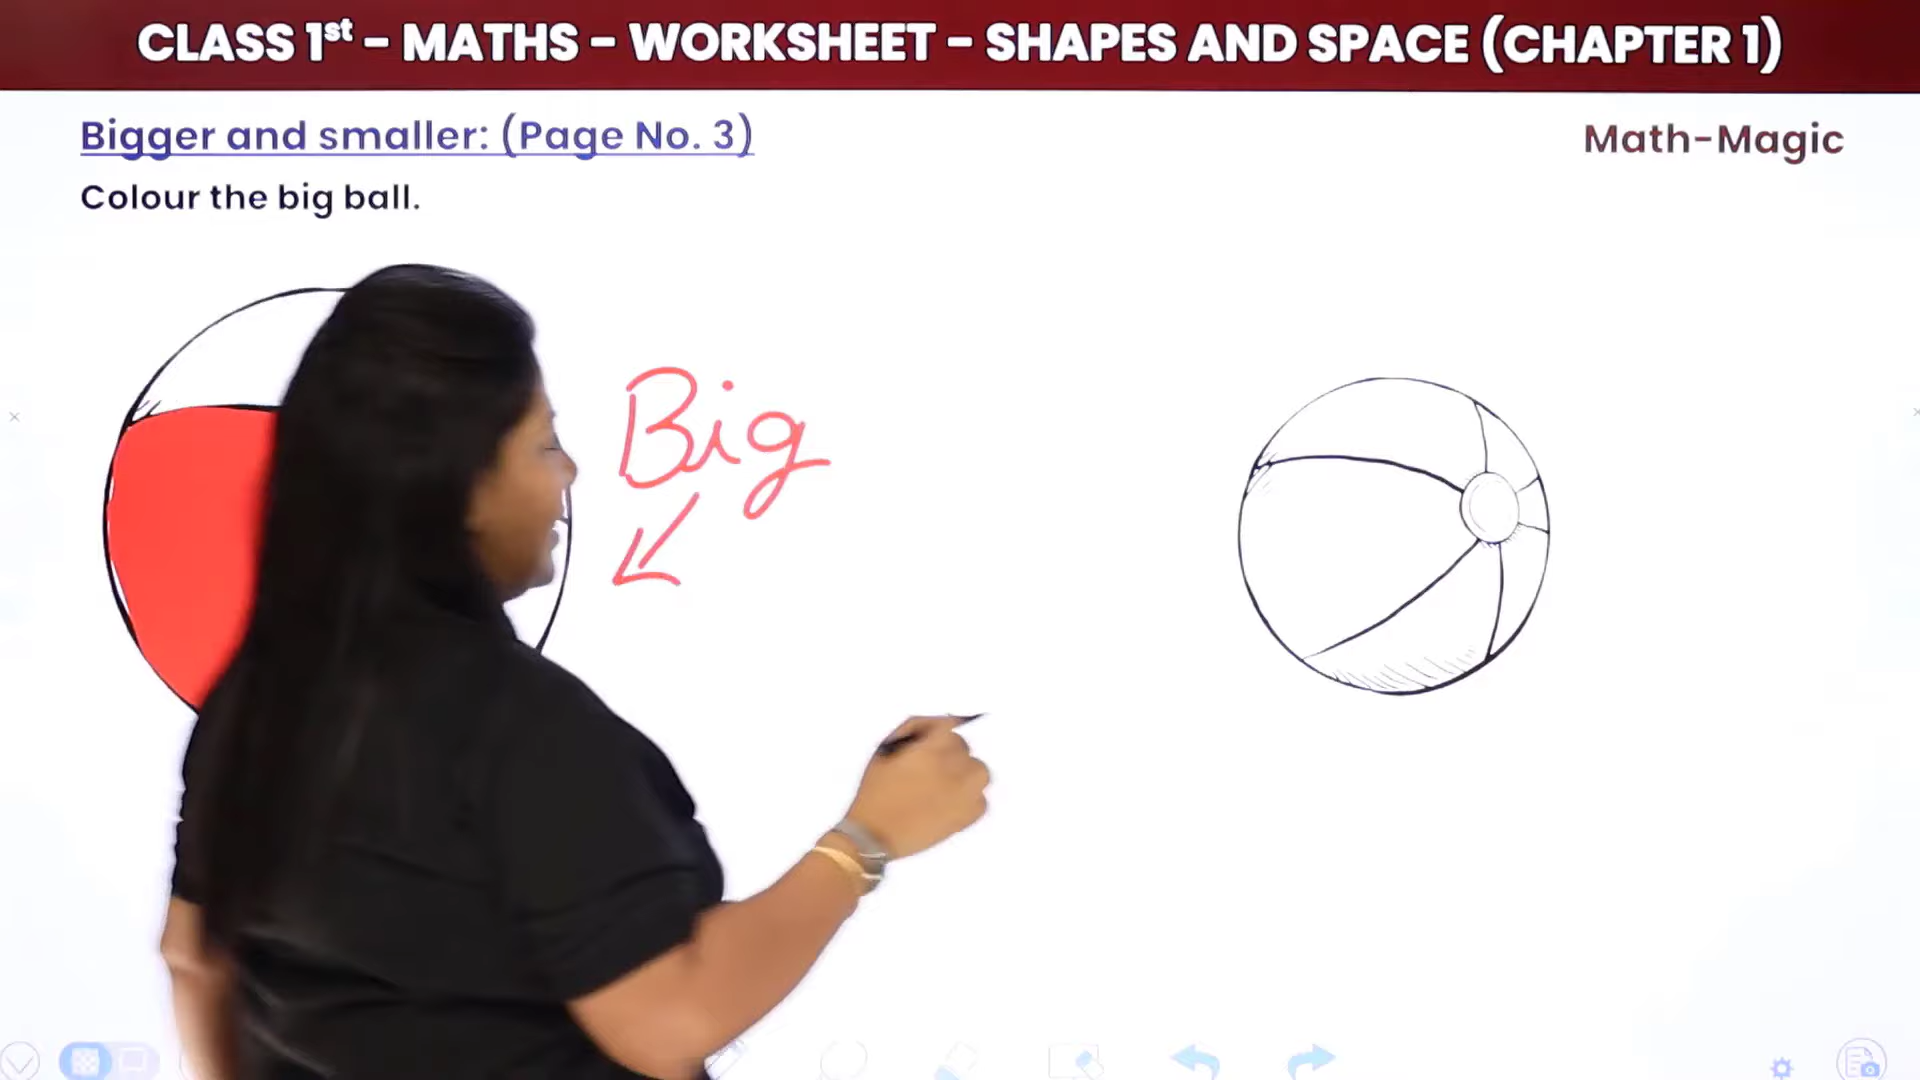 CLASS 1st - MATHS - WORKSHEET - SHAPES AND SPACE (CHAPTER 1)
Bigger and smaller: (Page No. 3)
Math-Magic
Colour the big ball.
Big